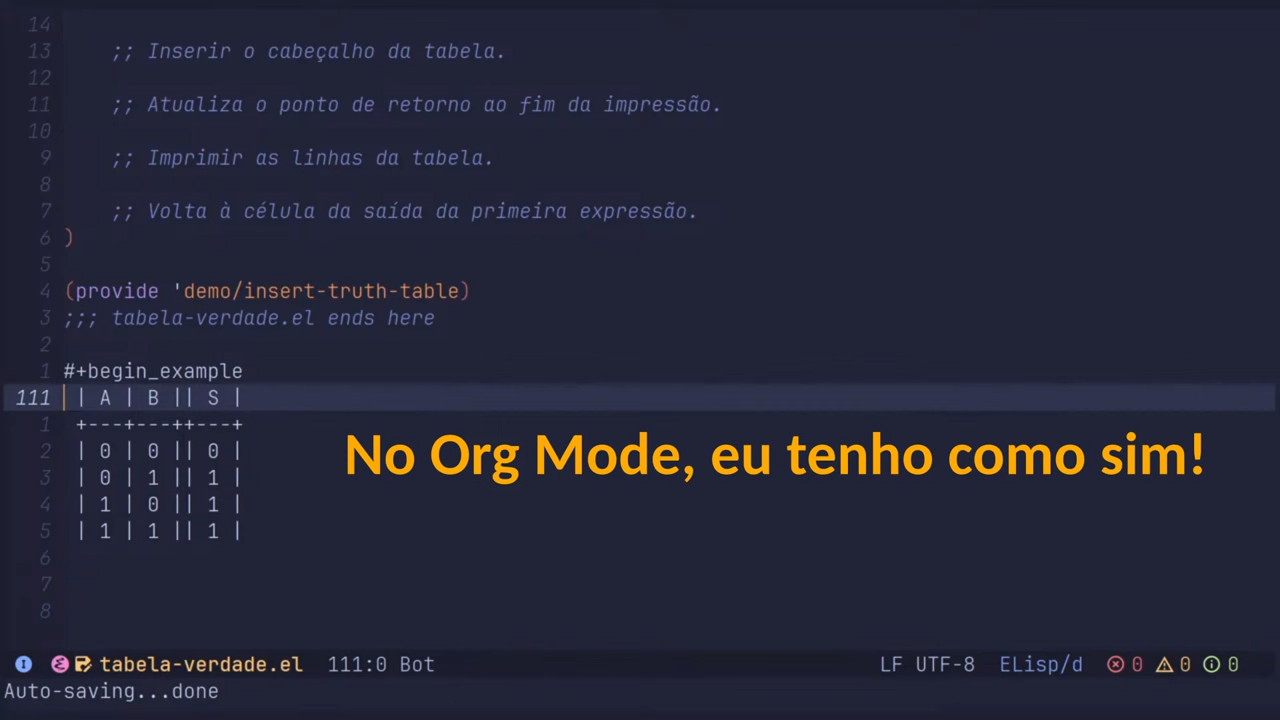 14
13 ;; Inserir o cabeçalho da tabela.
12
11 ;; Atualiza o ponto de retorno ao fim da impressão.
10
9 ;; Imprimir as linhas da tabela.
8
7 ;; Volta à célula da saída da primeira expressão.
6 )
5
4 (provide 'demo/insert-truth-table)
3 ;;; tabela-verdade.el ends here
2
1 #+begin_example
111 | A | B || S |
1 +---+---++---+
2 | 0 | 0 || 0 |
3 | 0 | 1 || 1 |
4 | 1 | 0 || 1 |
5 | 1 | 1 || 1 |
6
7
8
No Org Mode, eu tenho como sim!
I tabela-verdade.el 111:0 Bot LF UTF-8 ELisp/d 0 0 0
Auto-saving...done